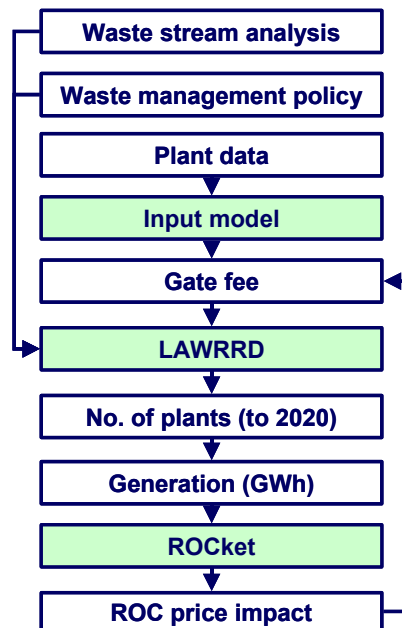 Waste stream analysis
Waste management policy
Plant data
Input model
Gate fee
LAWRRD
No. of plants (to 2020)
Generation (GWh)
ROCket
ROC price impact